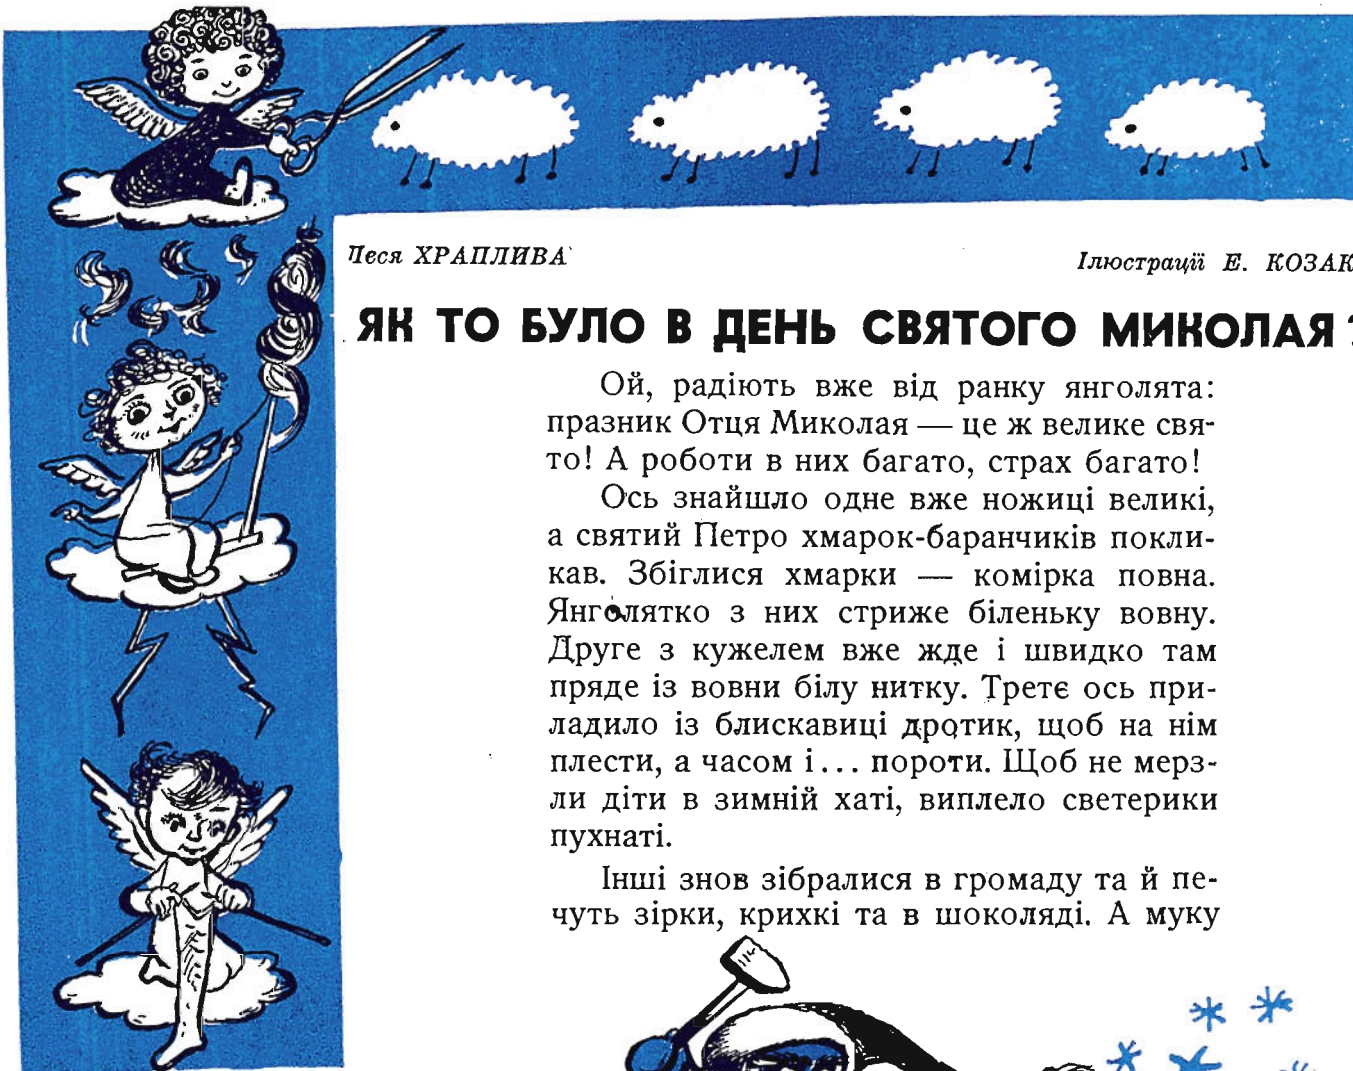 Леся ХРАПЛИВА
Ілюстрації Е. КОЗАК
ЯК ТО БУЛО В ДЕНЬ СВЯТОГО МИКОЛАЯ?
Ой, радіють вже від ранку янголята:
празник Отця Миколая — це ж велике свя-
то! А роботи в них багато, страх багато!
Ось знайшло одне вже ножиці великі,
а святий Петро хмарок-баранчиків покли-
кав. Збіглися хмарки — комірка повна.
Янголятко з них стриже біленьку вовну.
Друге з кужелем вже жде і швидко там
пряде із вовни білу нитку. Третє ось при-
ладило із блискавиці дротик, щоб на нім
плести, а часом і... пороти. Щоб не мерз-
ли діти в зимній хаті, виплело светерики
пухнаті.
Інші знов зібралися в громаду та й пе-
чуть зірки, крихкі та в шоколяді. А муку